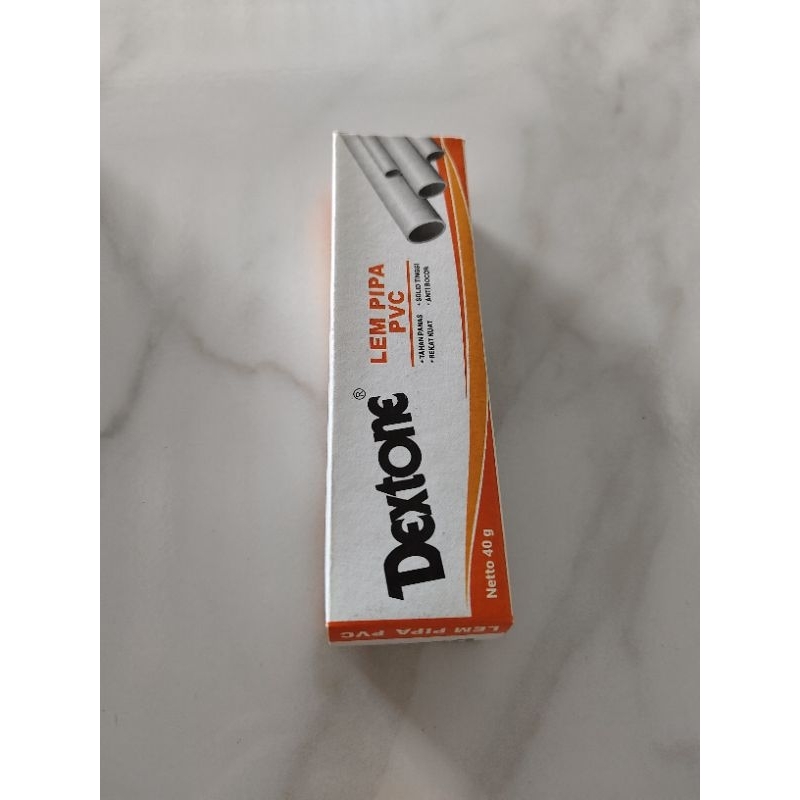 Dextone®
LEM PIPA
PVC
• TAHAN PANAS • SOLID TINGGI
• REKAT KUAT • ANTI BOCOR
Netto 40 g
LEM PIPA PVC